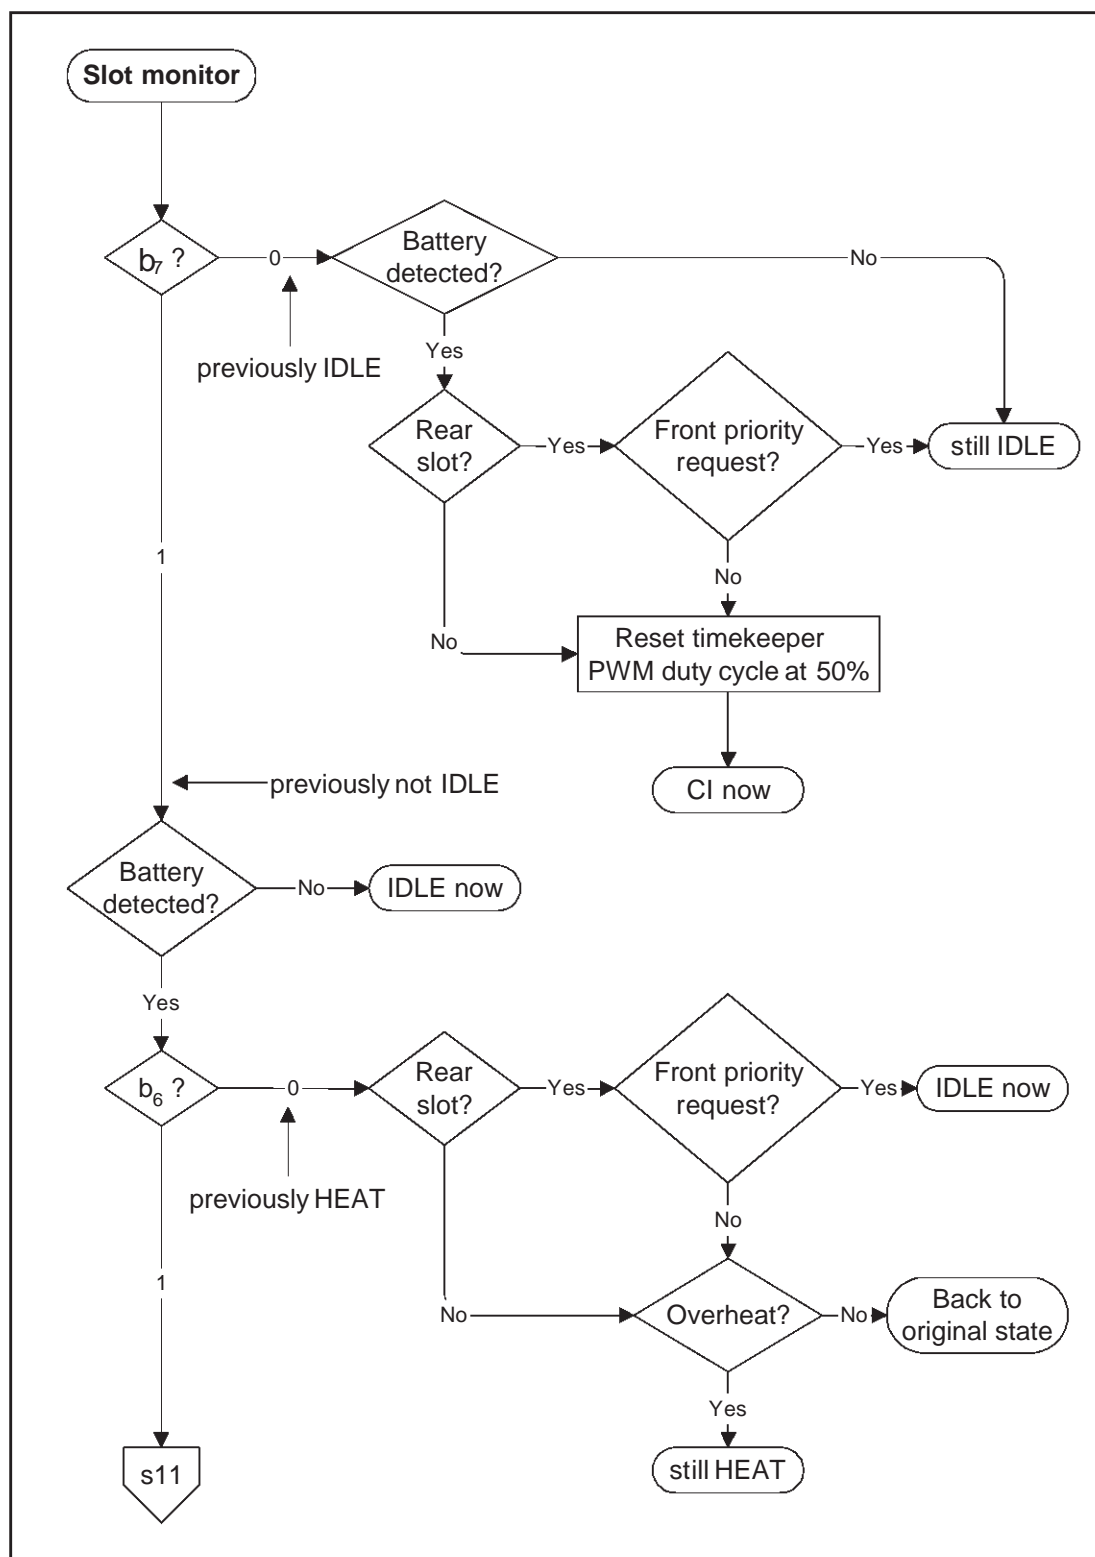 Slot monitor
b7 ?
0
Battery
detected?
No
previously IDLE
Yes
Rear
slot?
Yes
Front priority
request?
Yes
still IDLE
1
No
No
Reset timekeeper
PWM duty cycle at 50%
previously not IDLE
CI now
Battery
detected?
No
IDLE now
Yes
b6 ?
0
Rear
slot?
Yes
Front priority
request?
Yes
IDLE now
previously HEAT
No
1
No
Overheat?
No
Back to
original state
Yes
s11
still HEAT